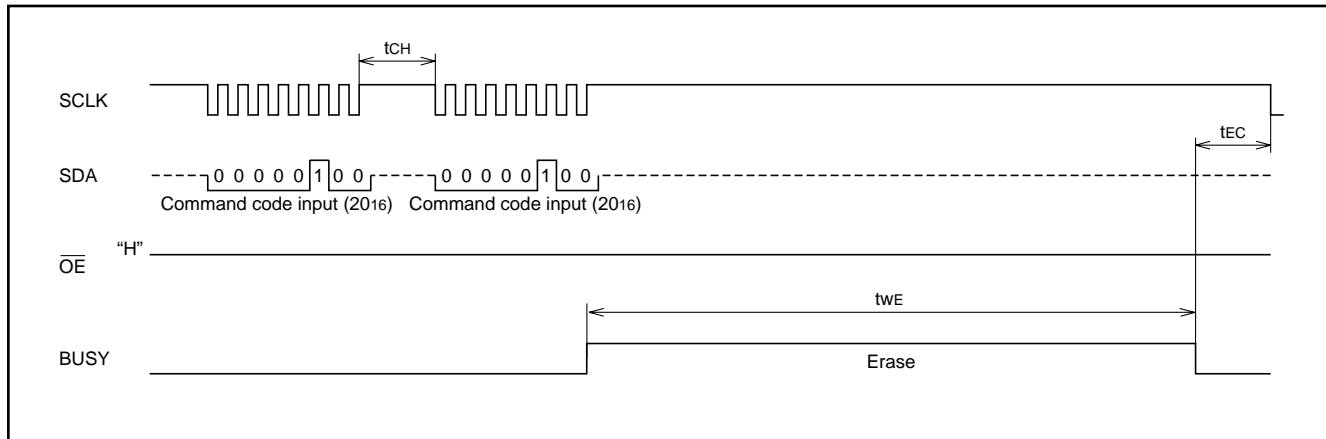 tCH
SCLK
tEC
SDA
0 0 0 0 0 1 0 0
0 0 0 0 0 1 0 0
Command code input (2016)
Command code input (2016)
“H”
OE
twE
BUSY
Erase